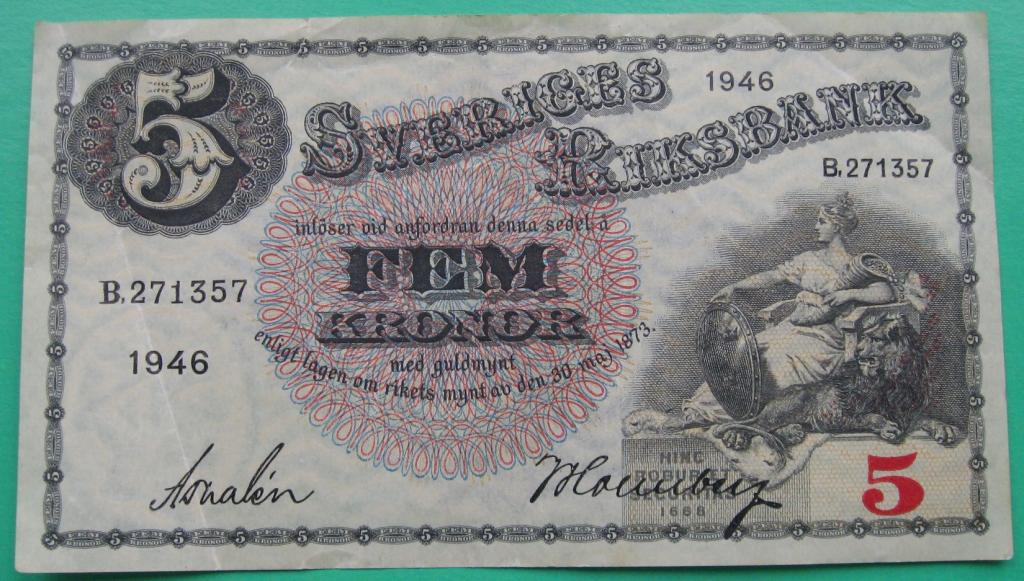 5
SVERIGES
RIKSBANK
1946
B.271357
inlöser vid anfordran denna sedel å
FEM
KRONOR
med guldmynt
enligt lagen om rikets mynt av den 30 maj 1873.
B.271357
1946
HINC
ROBUR
1668
5